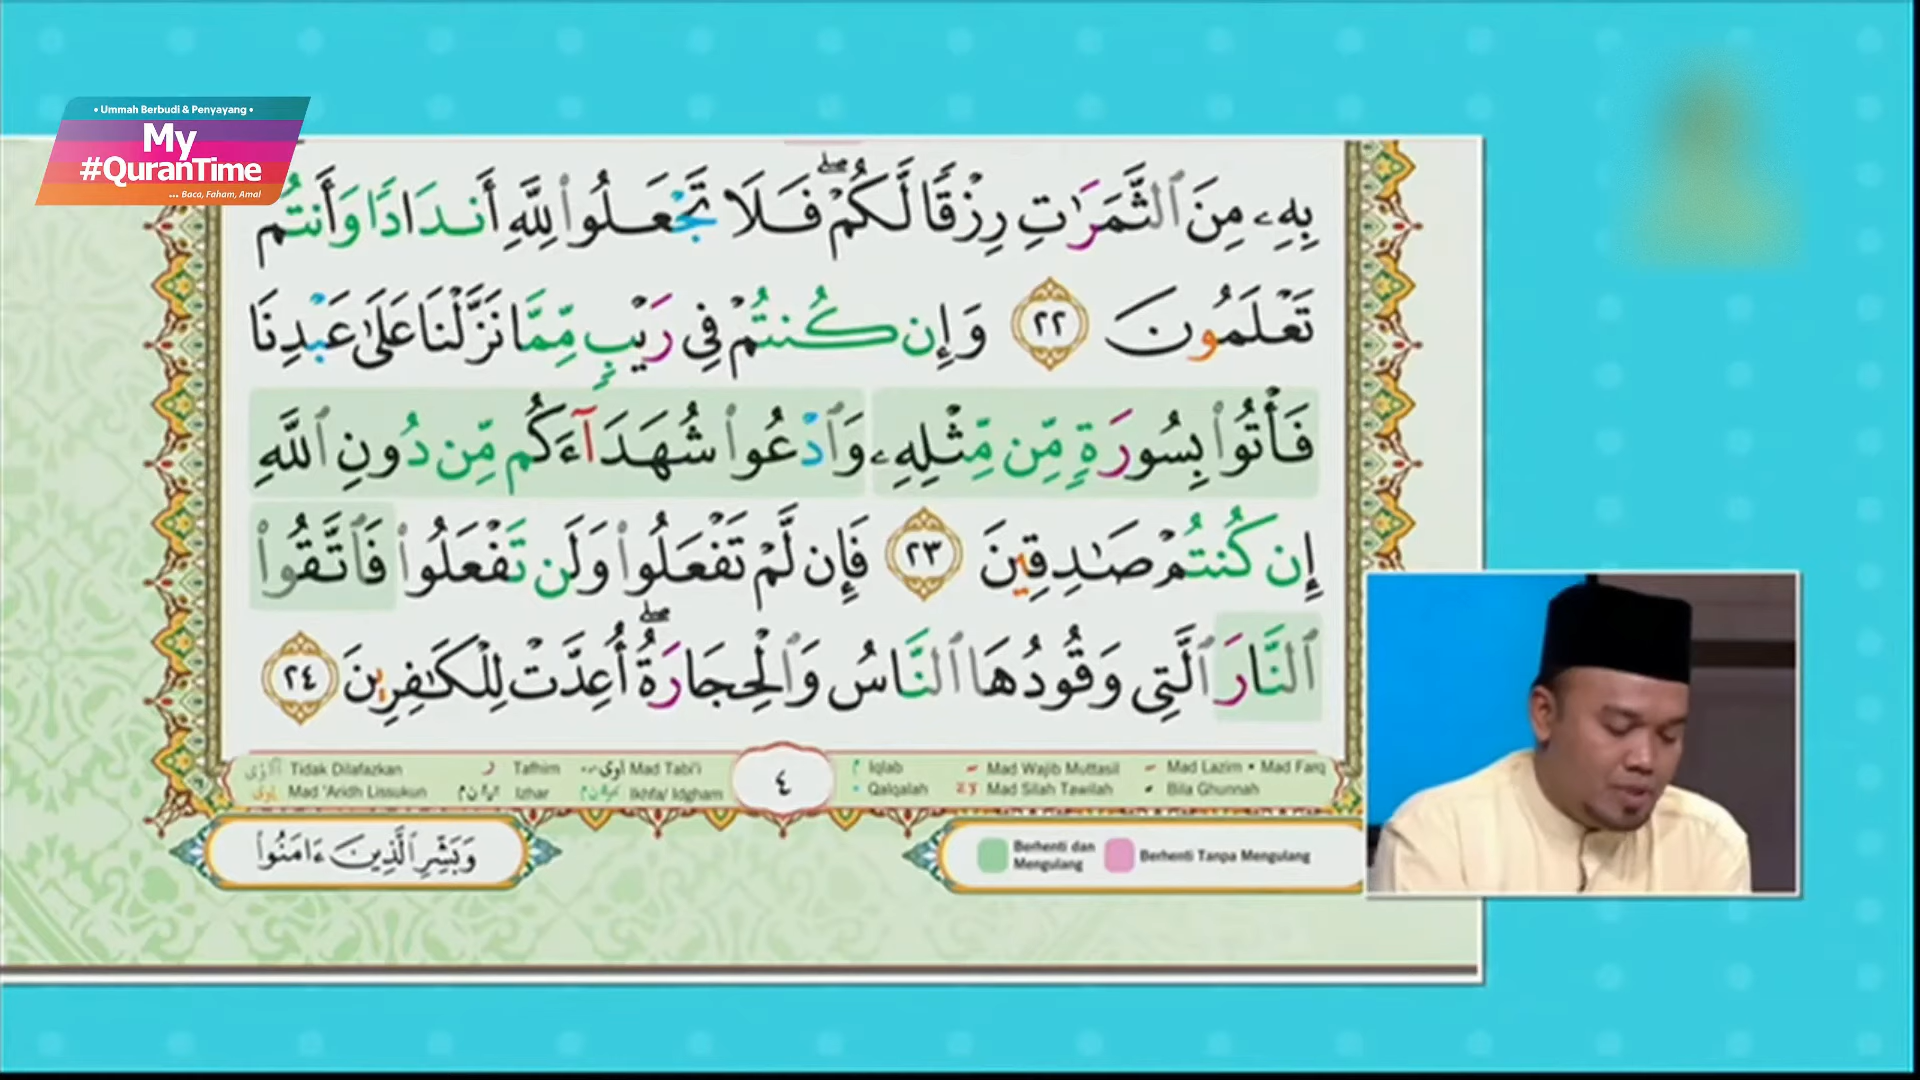 • Ummah Berbudi & Penyayang •
My
#QuranTime
... Baca, Faham, Amal
بِهِۦ مِنَ ٱلثَّمَرَٰتِ رِزْقًا لَّكُمْ ۖ فَلَا تَجْعَلُوا۟ لِلَّهِ أَندَادًا وَأَنتُمْ
تَعْلَمُونَ ٢٢ وَإِن كُنتُمْ فِى رَيْبٍ مِّمَّا نَزَّلْنَا عَلَىٰ عَبْدِنَا
فَأْتُوا۟ بِسُورَةٍ مِّن مِّثْلِهِۦ وَٱدْعُوا۟ شُهَدَآءَكُم مِّن دُونِ ٱللَّهِ
إِن كُنتُمْ صَـٰدِقِينَ ٢٣ فَإِن لَّمْ تَفْعَلُوا۟ وَلَن تَفْعَلُوا۟ فَٱتَّقُوا۟
ٱلنَّارَ ٱلَّتِى وَقُودُهَا ٱلنَّاسُ وَٱلْحِجَارَةُ ۖ أُعِدَّتْ لِلْكَـٰفِرِينَ ٢٤
Tidak Dilafazkan Tafhim Mad Tabi'i Iqlab Mad Wajib Muttasil Mad Lazim • Mad Farq
Mad 'Aridh Lissukun Izhar Ikhfa/ Idgham ٤ Qalqalah Mad Silah Tawilah Bila Ghunnah
وَبَشِّرِ ٱلَّذِينَ ءَامَنُوا۟
Berhenti dan Mengulang
Berhenti Tanpa Mengulang